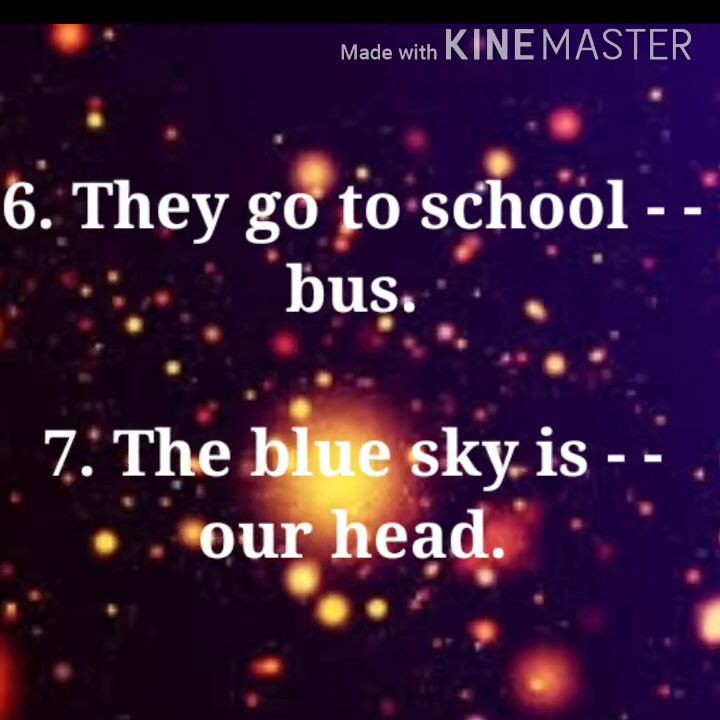 Made with KINEMASTER
6. They go to school - -
bus.
7. The blue sky is - -
our head.